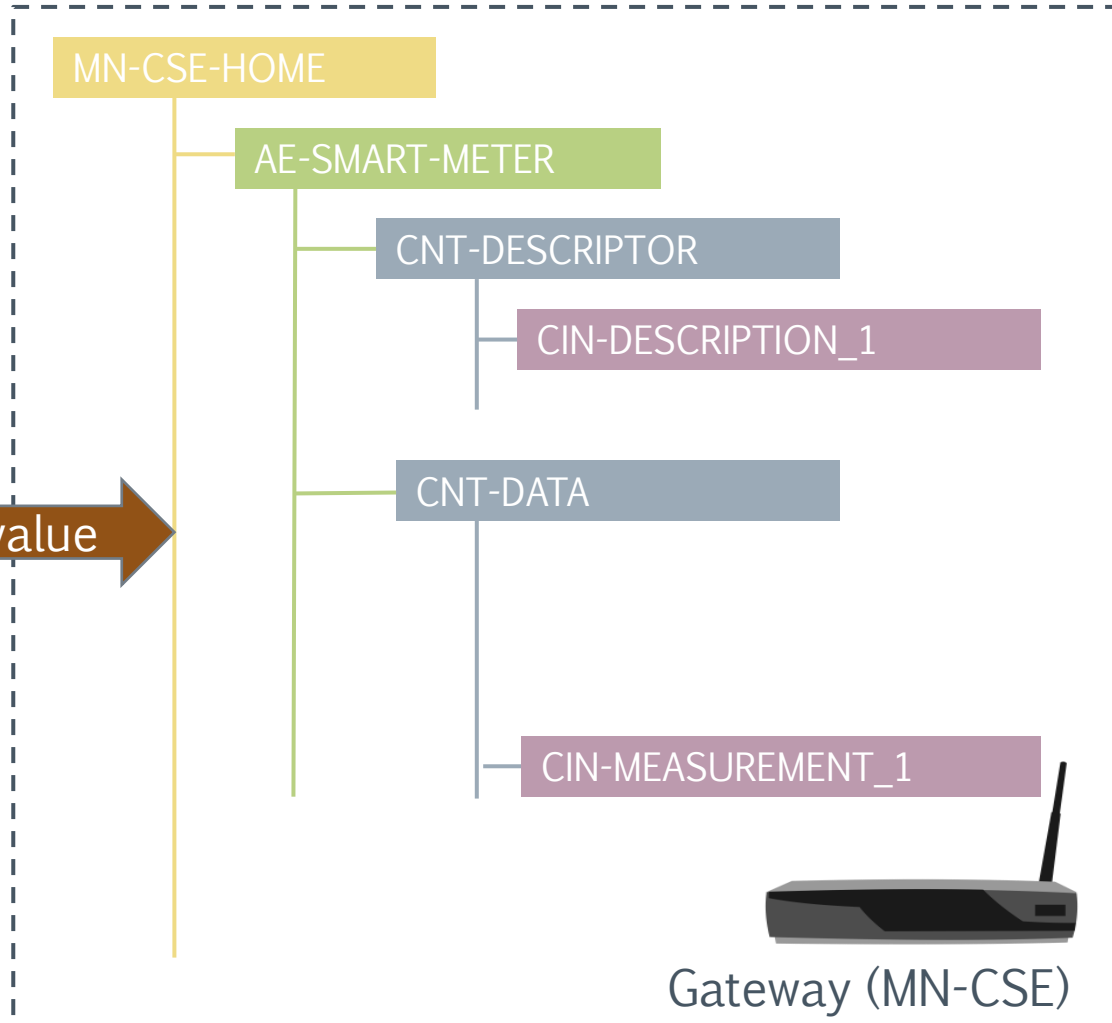 MN-CSE-HOME
AE-SMART-METER
CNT-DESCRIPTOR
CIN-DESCRIPTION_1
CNT-DATA
value
CIN-MEASUREMENT_1
Gateway (MN-CSE)